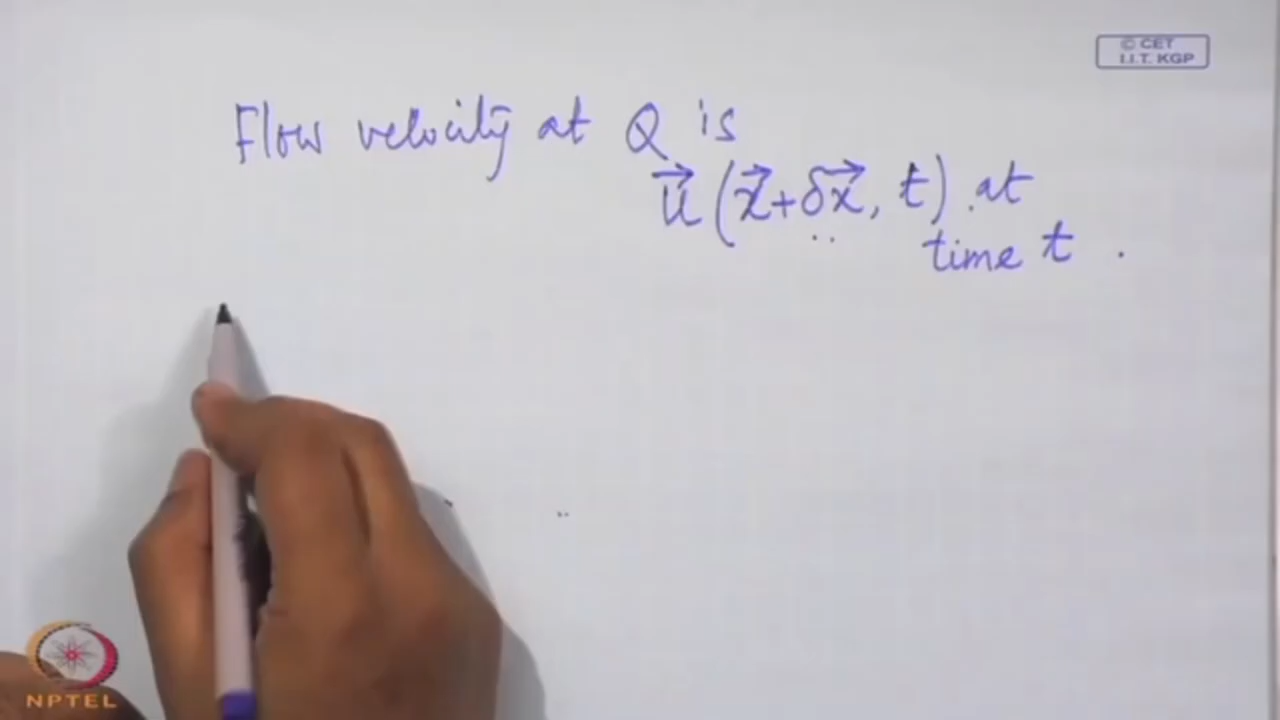 © CET
I.I.T. KGP
Flow velocity at Q is
u⃗ (x⃗+δx⃗, t) at
time t .
NPTEL